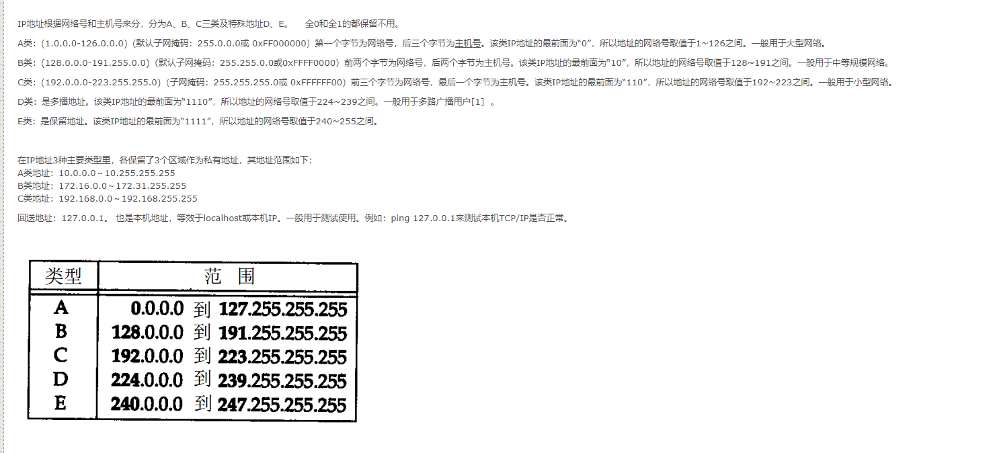 IP地址根据网络号和主机号来分，分为A、B、C三类及特殊地址D、E。 全0和全1的都保留不用。
A类：(1.0.0.0-126.0.0.0)（默认子网掩码：255.0.0.0或 0xFF000000）第一个字节为网络号，后三个字节为主机号。该类IP地址的最前面为“0”，所以地址的网络号取值于1~126之间。一般用于大型网络。
B类：(128.0.0.0-191.255.0.0)（默认子网掩码：255.255.0.0或0xFFFF0000）前两个字节为网络号，后两个字节为主机号。该类IP地址的最前面为“10”，所以地址的网络号取值于128~191之间。一般用于中等规模网络。
C类：(192.0.0.0-223.255.255.0)（子网掩码：255.255.255.0或 0xFFFFFF00）前三个字节为网络号，最后一个字节为主机号。该类IP地址的最前面为“110”，所以地址的网络号取值于192~223之间。一般用于小型网络。
D类：是多播地址。该类IP地址的最前面为“1110”，所以地址的网络号取值于224~239之间。一般用于多路广播用户[1] 。
E类：是保留地址。该类IP地址的最前面为“1111”，所以地址的网络号取值于240~255之间。
在IP地址3种主要类型里，各保留了3个区域作为私有地址，其地址范围如下：
A类地址：10.0.0.0～10.255.255.255
B类地址：172.16.0.0～172.31.255.255
C类地址：192.168.0.0～192.168.255.255
回送地址：127.0.0.1。 也是本机地址，等效于localhost或本机IP。一般用于测试使用。例如：ping 127.0.0.1来测试本机TCP/IP是否正常。
类型 范 围
A 0.0.0.0 到 127.255.255.255
B 128.0.0.0 到 191.255.255.255
C 192.0.0.0 到 223.255.255.255
D 224.0.0.0 到 239.255.255.255
E 240.0.0.0 到 247.255.255.255